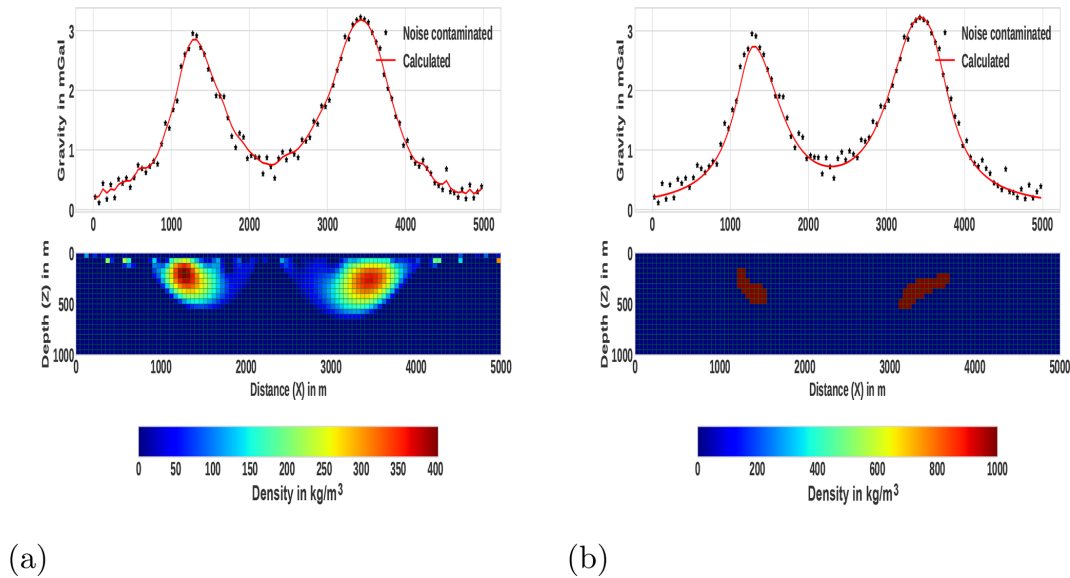 Gravity in mGal
3
2
1
0
Noise contaminated
Calculated
0 1000 2000 3000 4000 5000
Depth (Z) in m
0
500
1000
0 1000 2000 3000 4000 5000
Distance (X) in m
0 50 100 150 200 250 300 350 400
Density in kg/m³
(a)
Gravity in mGal
3
2
1
0
Noise contaminated
Calculated
0 1000 2000 3000 4000 5000
Depth (Z) in m
0
500
1000
0 1000 2000 3000 4000 5000
Distance (X) in m
0 200 400 600 800 1000
Density in kg/m³
(b)